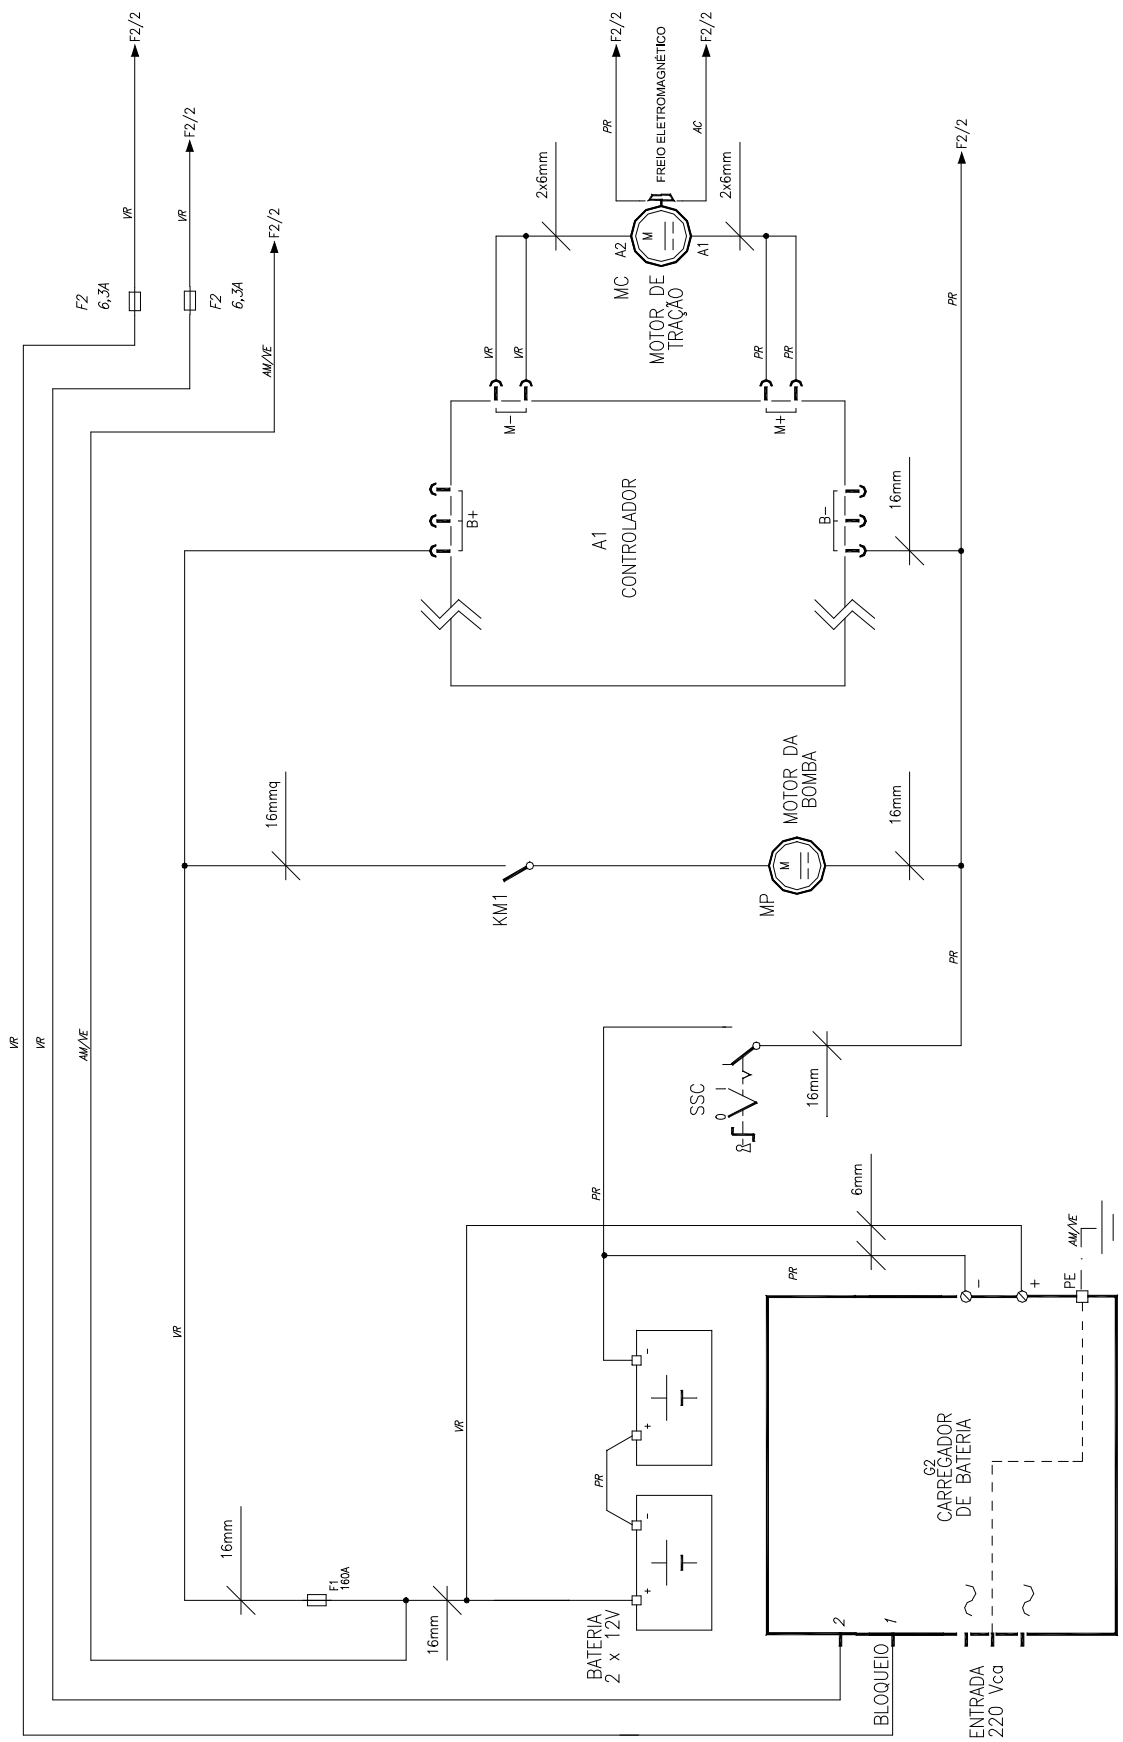 F2/2
F2/2
F2/2
VR
VR
F2
6,3A
F2
6,3A
AM/VE
F2/2
F2/2
PR
FREIO ELETROMAGNÉTICO
AC
2x6mm
2x6mm
F2/2
M
A2
A1
MC
MOTOR DE
TRAÇÃO
VR
VR
PR
PR
PR
M-
M+
B+
B-
A1
CONTROLADOR
16mm
16mmq
KM1
M
MP
MOTOR DA
BOMBA
16mm
PR
VR
VR
AM/VE
SSC
0
I
16mm
PR
6mm
PR
AM/VE
-
+
PE
VR
VR
-
+
PR
-
+
BATERIA
2 x 12V
16mm
F1
160A
16mm
G2
CARREGADOR
DE BATERIA
2
1
BLOQUEIO
ENTRADA
220 Vca